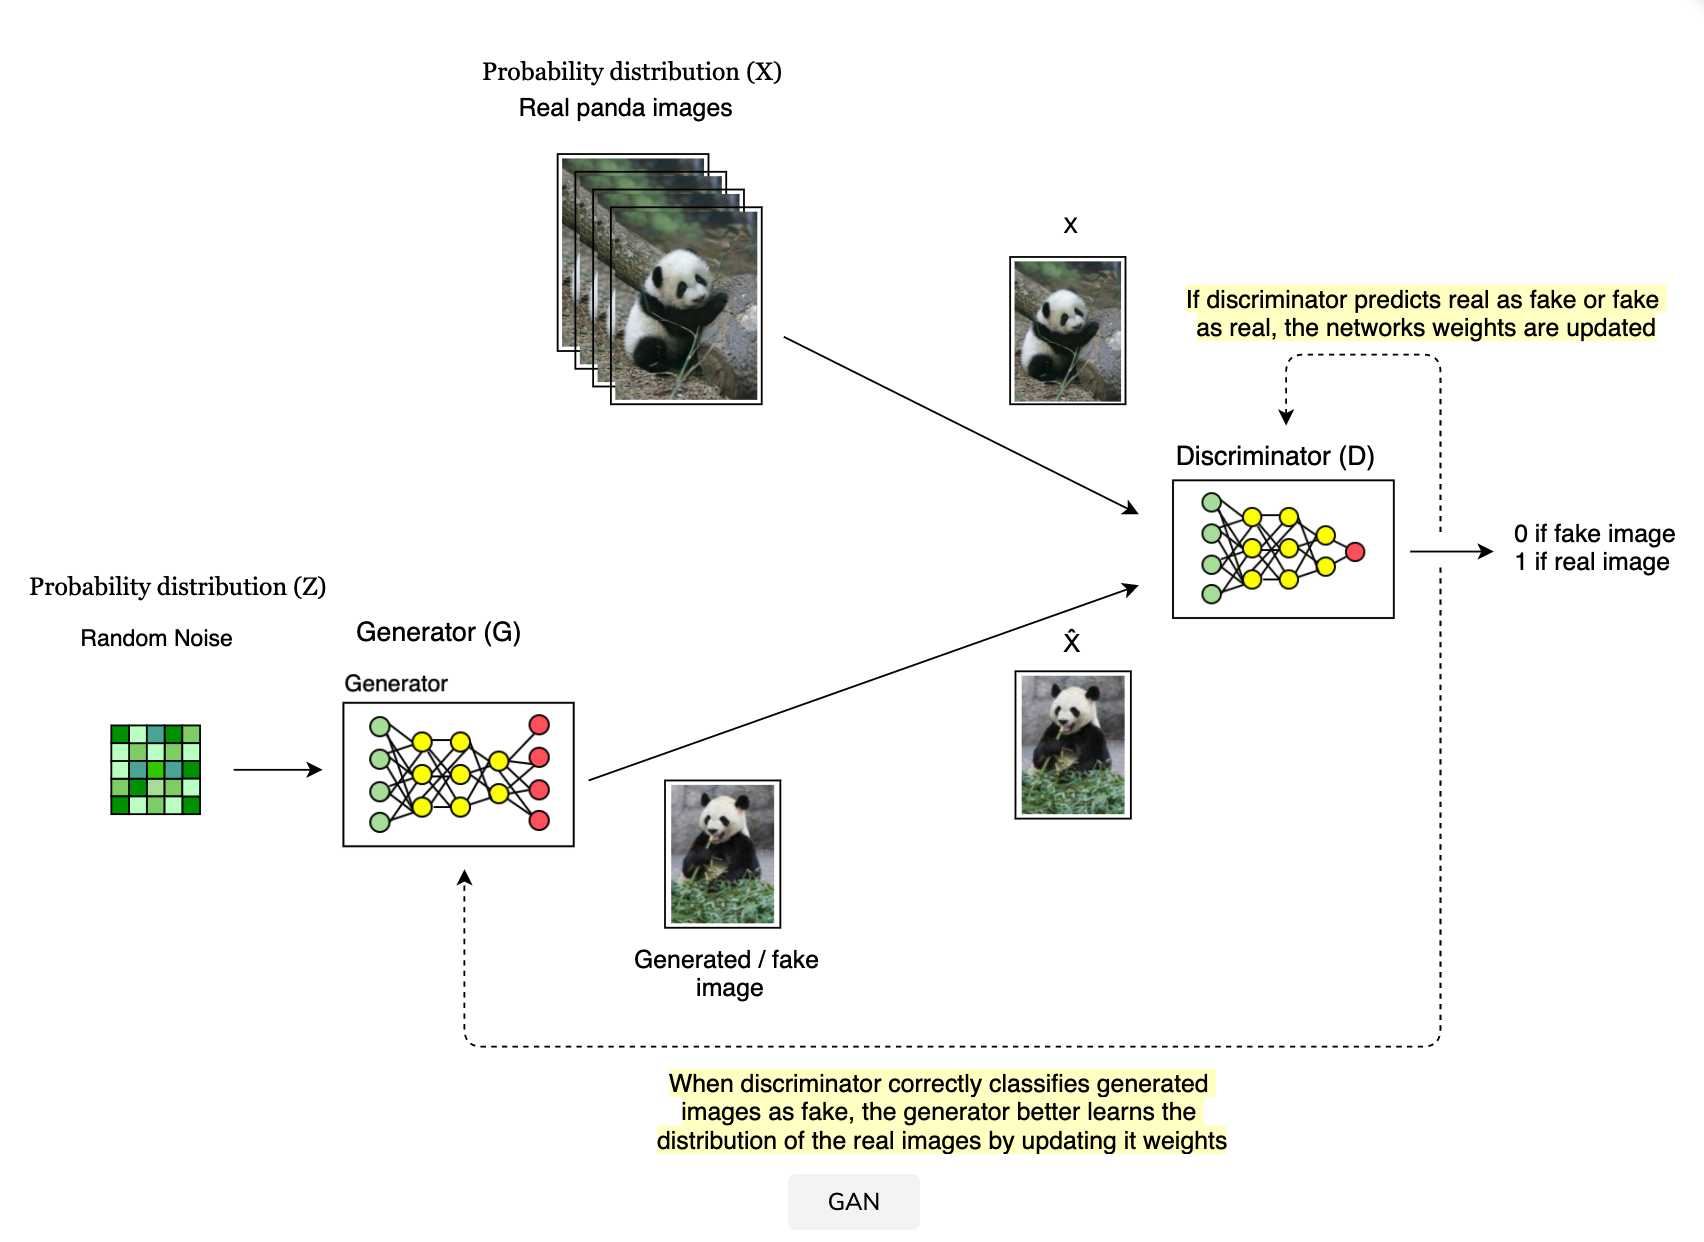 Probability distribution (X)
Real panda images
x
If discriminator predicts real as fake or fake
as real, the networks weights are updated
Discriminator (D)
0 if fake image
1 if real image
Probability distribution (Z)
Random Noise
Generator (G)
Generator
x̂
Generated / fake
image
When discriminator correctly classifies generated
images as fake, the generator better learns the
distribution of the real images by updating it weights
GAN